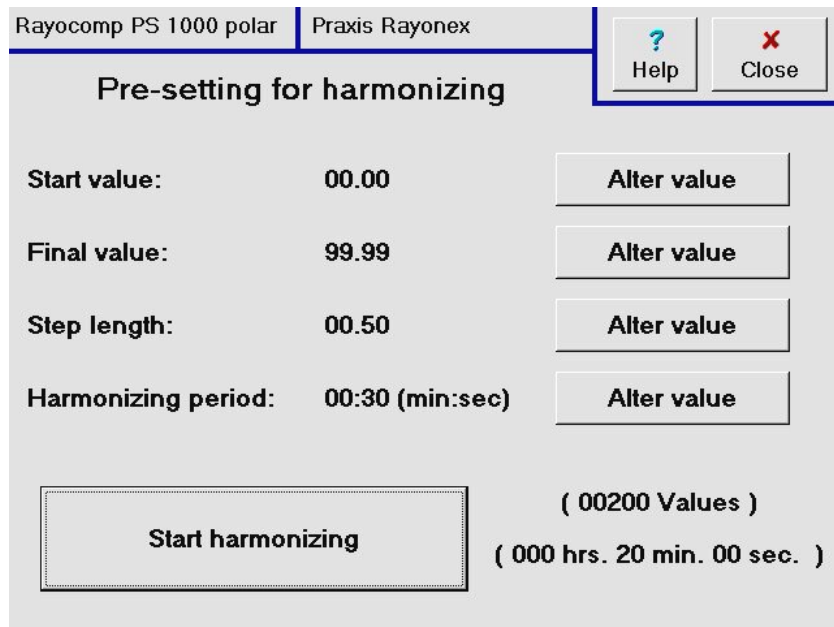 Rayocomp PS 1000 polar Praxis Rayonex
? Help
✗ Close
Pre-setting for harmonizing
Start value: 00.00 Alter value
Final value: 99.99 Alter value
Step length: 00.50 Alter value
Harmonizing period: 00:30 (min:sec) Alter value
Start harmonizing
( 00200 Values )
( 000 hrs. 20 min. 00 sec. )